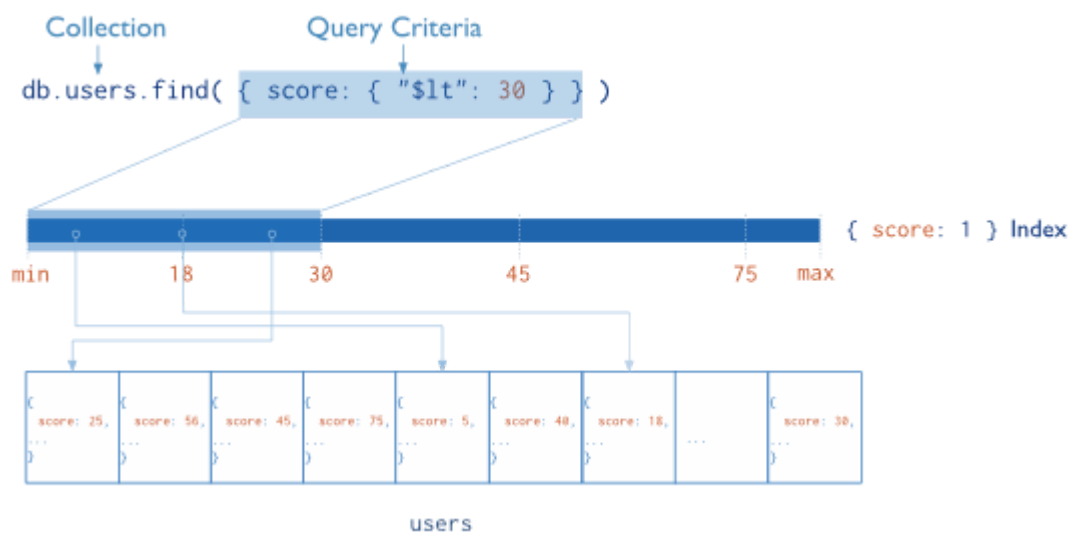 Collection Query Criteria
db.users.find( { score: { "$lt": 30 } } )
{ score: 1 } Index
min 18 30 45 75 max
{ { { { { { { {
score: 25, score: 56, score: 45, score: 75, score: 5, score: 40, score: 18, score: 30,
... ... ... ... ... ... ... ... ...
} } } } } } } }
users